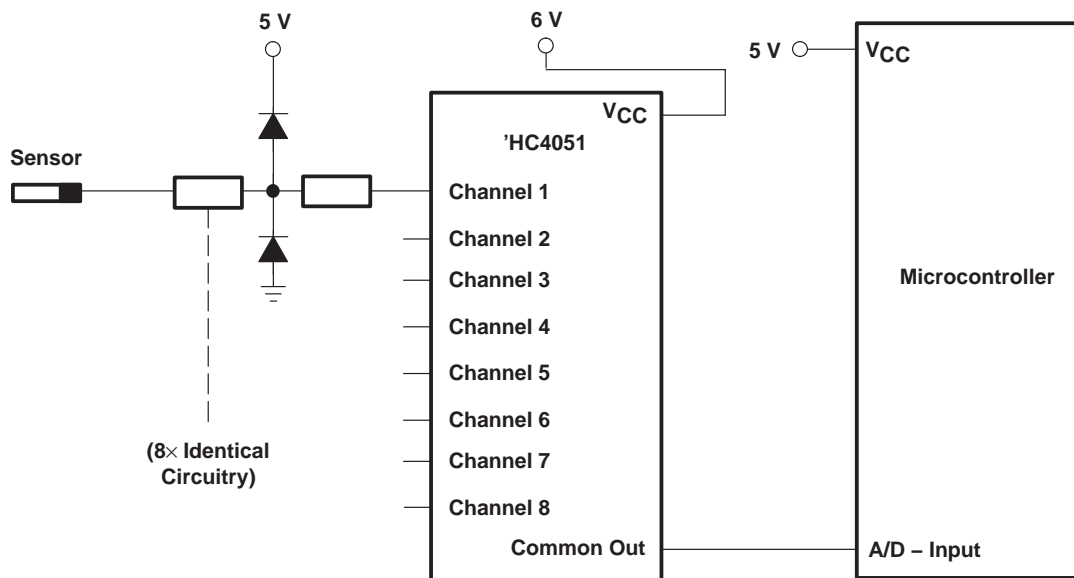 5 V
6 V
5 V
VCC
VCC
'HC4051
Sensor
Channel 1
Channel 2
Channel 3
Microcontroller
Channel 4
Channel 5
Channel 6
(8× Identical
Circuitry)
Channel 7
Channel 8
Common Out
A/D – Input